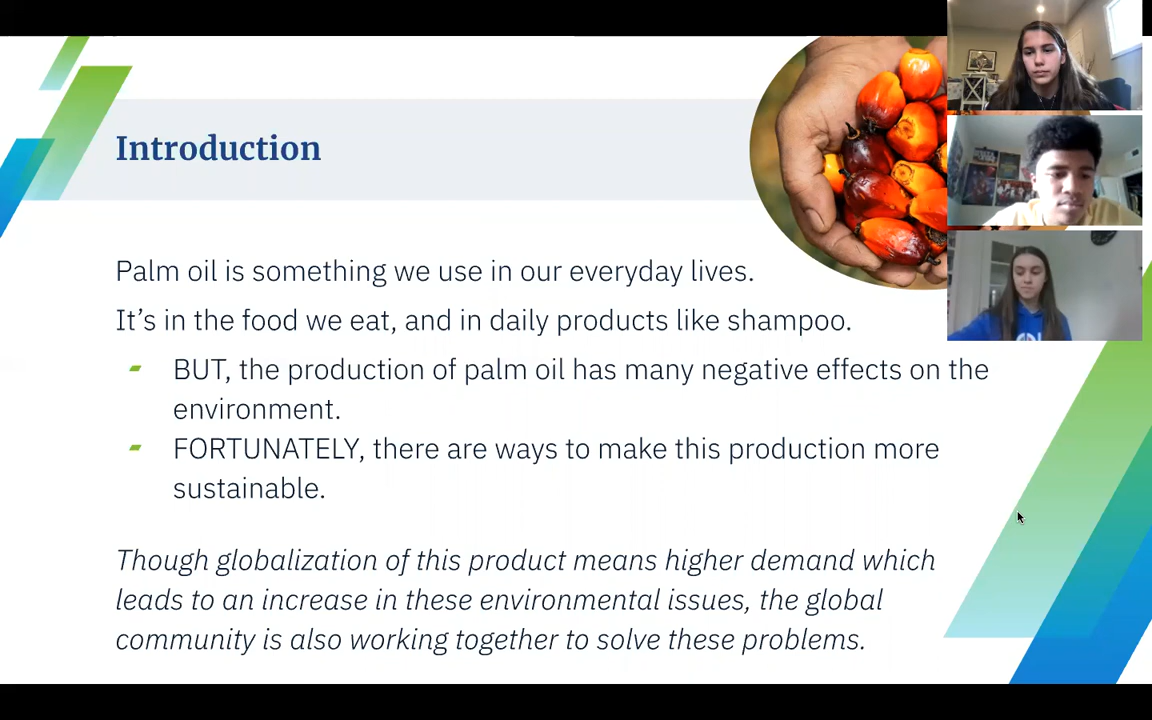 Introduction
Palm oil is something we use in our everyday lives.
It’s in the food we eat, and in daily products like shampoo.
BUT, the production of palm oil has many negative effects on the
environment.
FORTUNATELY, there are ways to make this production more
sustainable.
Though globalization of this product means higher demand which
leads to an increase in these environmental issues, the global
community is also working together to solve these problems.